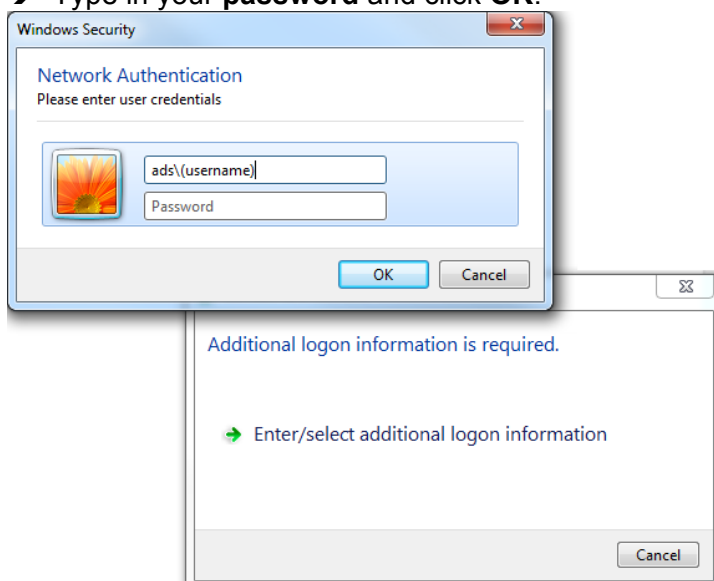 Type in your password and click OK.
Windows Security
Network Authentication
Please enter user credentials
ads\(username)
Password
OK
Cancel
Additional logon information is required.
Enter/select additional logon information
Cancel